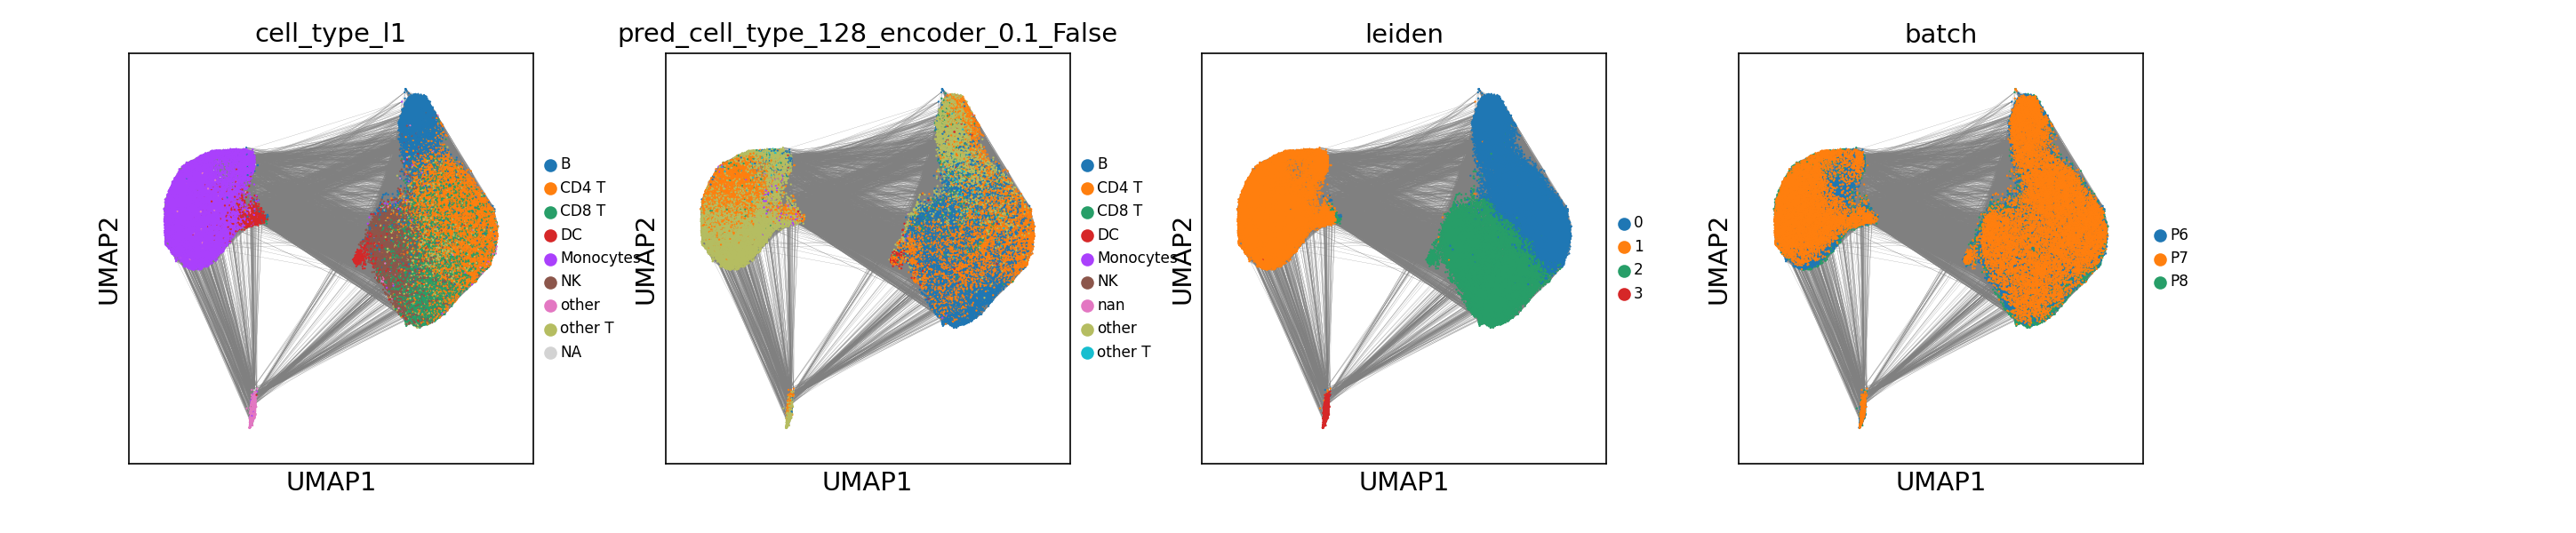 cell_type_l1
UMAP2
UMAP1
B
CD4 T
CD8 T
DC
Monocytes
NK
other
other T
NA
pred_cell_type_128_encoder_0.1_False
UMAP2
UMAP1
B
CD4 T
CD8 T
DC
Monocytes
NK
nan
other
other T
leiden
UMAP2
UMAP1
0
1
2
3
batch
UMAP2
UMAP1
P6
P7
P8